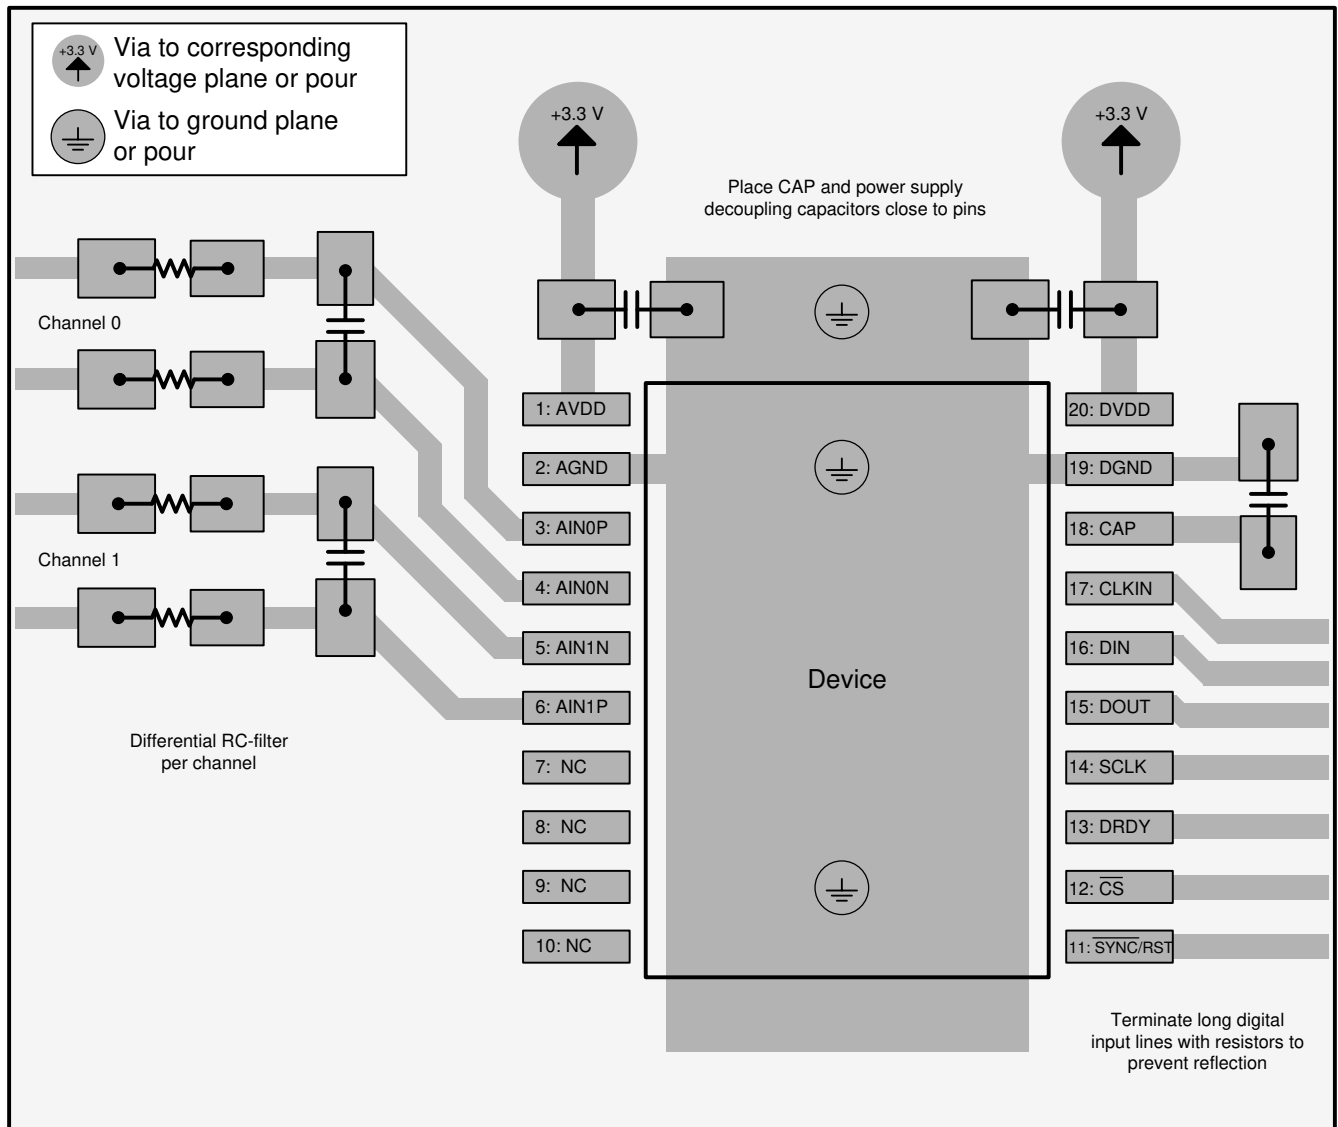 +3.3 V
Via to corresponding
voltage plane or pour
Via to ground plane
or pour
+3.3 V
+3.3 V
Place CAP and power supply
decoupling capacitors close to pins
Channel 0
Channel 1
Differential RC-filter
per channel
1: AVDD
2: AGND
3: AIN0P
4: AIN0N
5: AIN1N
6: AIN1P
7: NC
8: NC
9: NC
10: NC
Device
20: DVDD
19: DGND
18: CAP
17: CLKIN
16: DIN
15: DOUT
14: SCLK
13: DRDY
12: CS
11: SYNC/RST
Terminate long digital
input lines with resistors to
prevent reflection